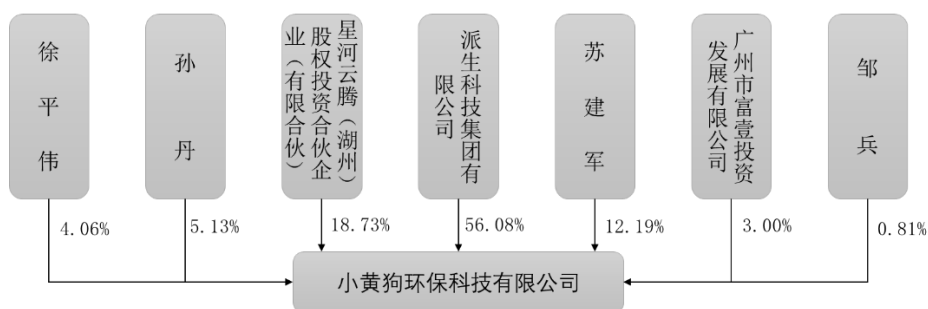 徐平伟
孙丹
星河云腾（湖州）
股权投资合伙企
业（有限合伙）
派生科技集团有
限公司
苏建军
广州市富壹投资
发展有限公司
邹兵
4.06%
5.13%
18.73%
56.08%
12.19%
3.00%
0.81%
小黄狗环保科技有限公司